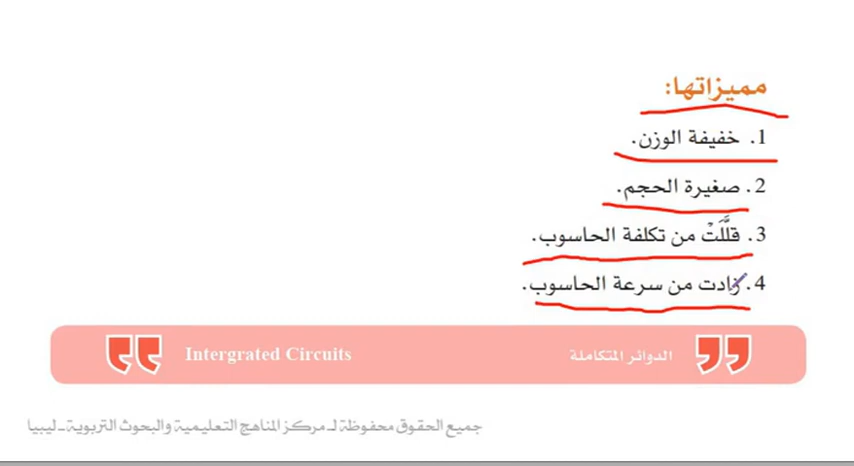 مميزاتها:
1. خفيفة الوزن.
2. صغيرة الحجم.
3. قلَّلَتْ من تكلفة الحاسوب.
4. زادت من سرعة الحاسوب.
الدوائر المتكاملة Intergrated Circuits
جميع الحقوق محفوظة لـ مركز المناهج التعليمية والبحوث التربوية ـ ليبيا